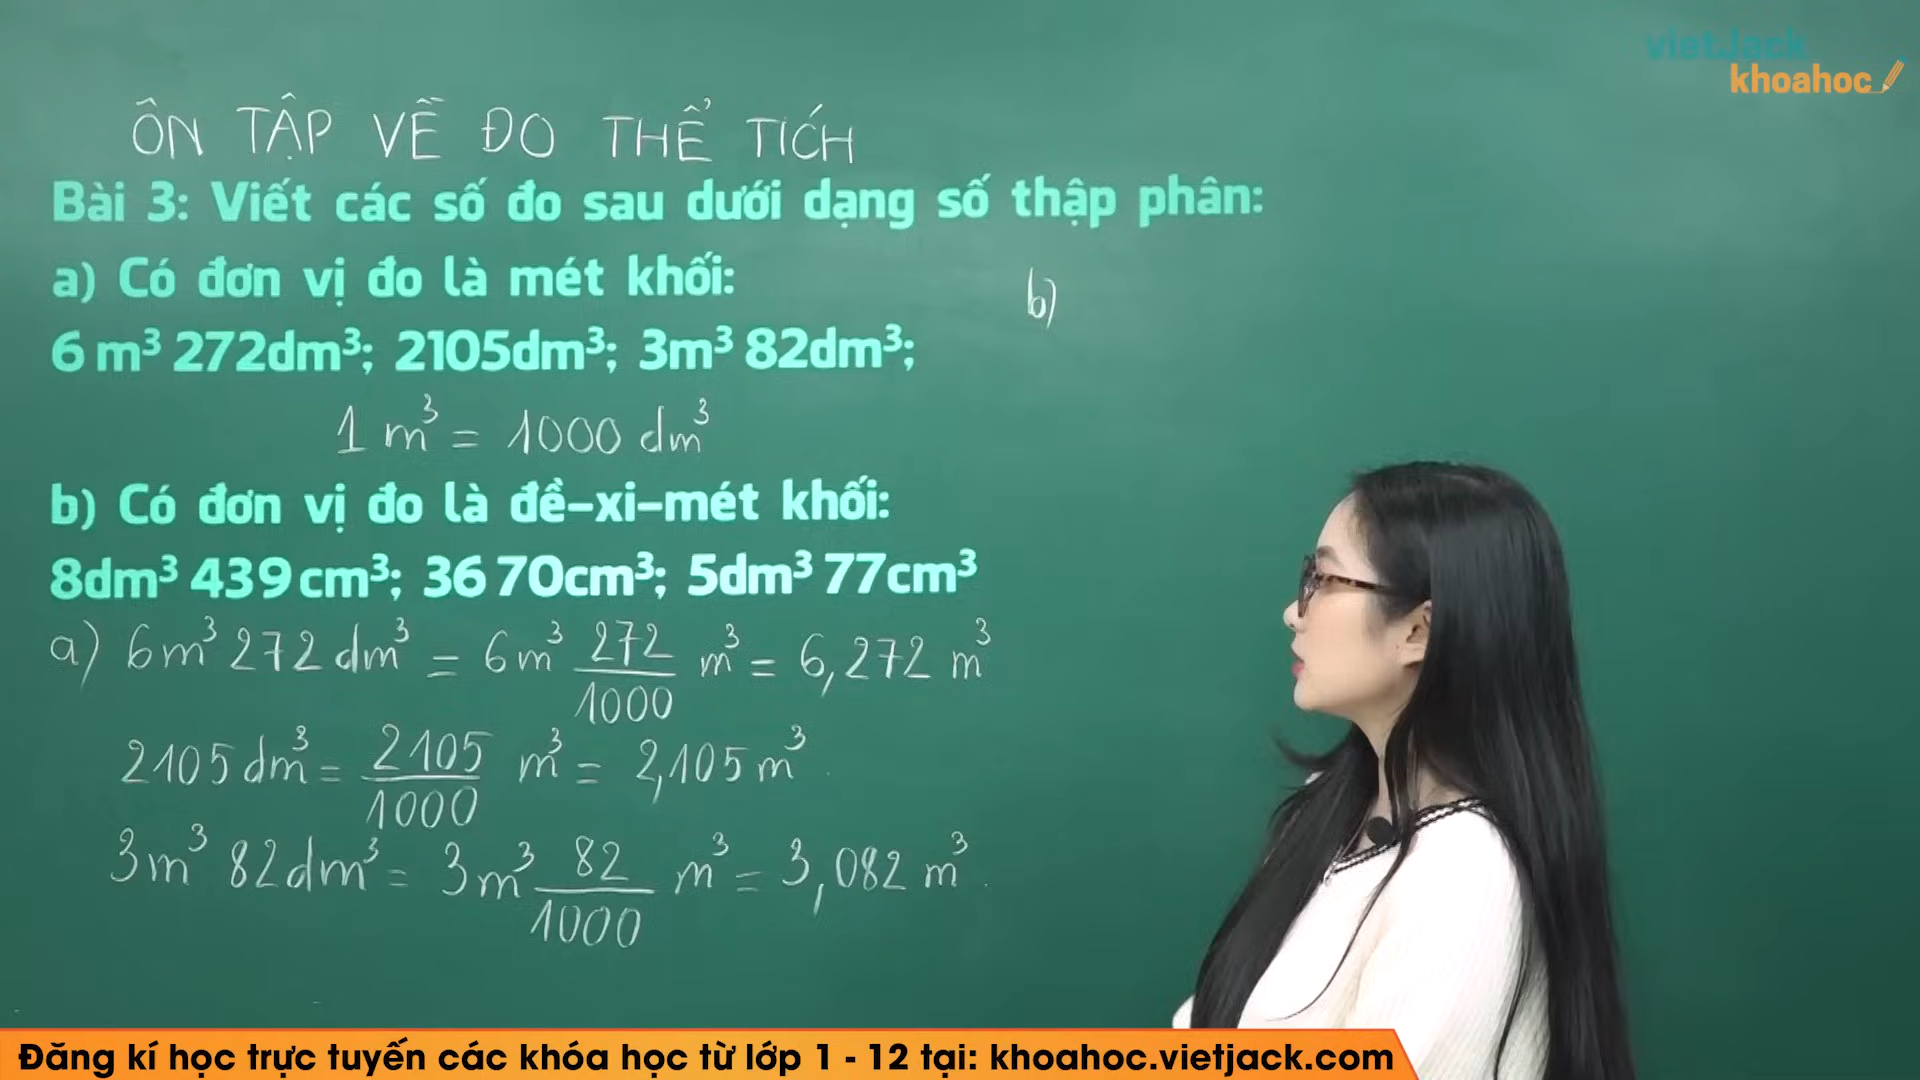 vietJack
khoahoc
ÔN TẬP VỀ ĐO THỂ TÍCH
Bài 3: Viết các số đo sau dưới dạng số thập phân:
a) Có đơn vị đo là mét khối:
6 m³ 272dm³; 2105dm³; 3m³ 82dm³;
1 m³ = 1000 dm³
b) Có đơn vị đo là đề-xi-mét khối:
8dm³ 439cm³; 3670cm³; 5dm³ 77cm³
a) 6m³ 272 dm³ = 6m³ 272/1000 m³ = 6,272 m³
2105 dm³ = 2105/1000 m³ = 2,105 m³.
3m³ 82dm³ = 3m³ 82/1000 m³ = 3,082 m³.
b)
Đăng kí học trực tuyến các khóa học từ lớp 1 - 12 tại: khoahoc.vietjack.com